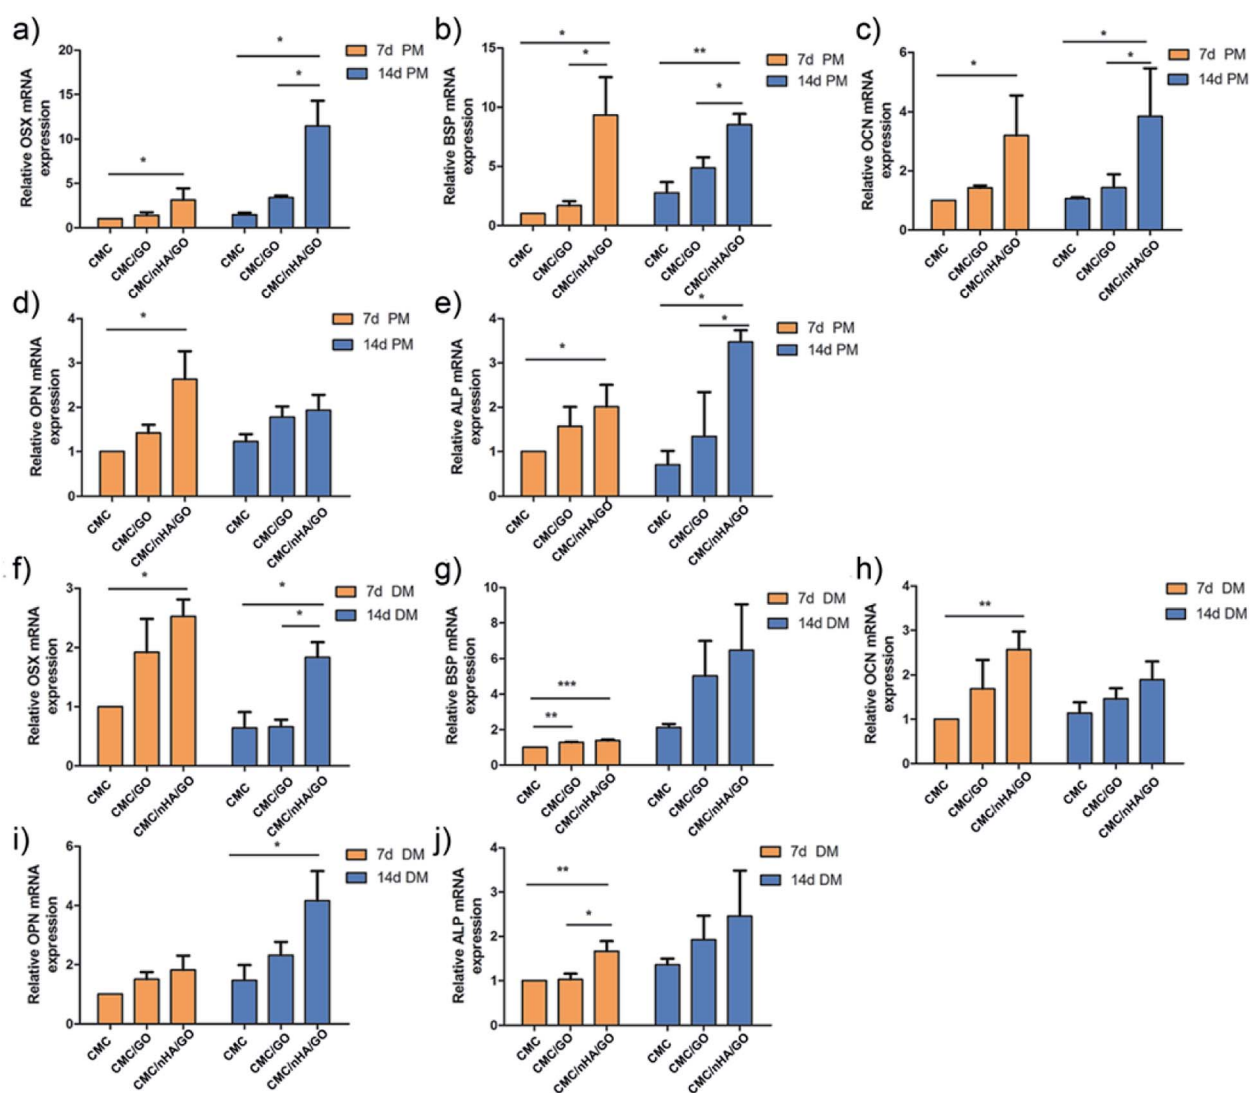 a)
Relative OSX mRNA
expression
20
15
10
5
0
*
*
*
7d PM
14d PM
CMC
CMC/GO
CMC/nHA/GO
CMC
CMC/GO
CMC/nHA/GO
b)
Relative BSP mRNA
expression
15
10
5
0
*
*
**
*
7d PM
14d PM
CMC
CMC/GO
CMC/nHA/GO
CMC
CMC/GO
CMC/nHA/GO
c)
Relative OCN mRNA
expression
6
4
2
0
*
*
*
7d PM
14d PM
CMC
CMC/GO
CMC/nHA/GO
CMC
CMC/GO
CMC/nHA/GO
d)
Relative OPN mRNA
expression
4
3
2
1
0
*
7d PM
14d PM
CMC
CMC/GO
CMC/nHA/GO
CMC
CMC/GO
CMC/nHA/GO
e)
Relative ALP mRNA
expression
4
3
2
1
0
*
*
*
7d PM
14d PM
CMC
CMC/GO
CMC/nHA/GO
CMC
CMC/GO
CMC/nHA/GO
f)
Relative OSX mRNA
expression
3
2
1
0
*
*
*
7d DM
14d DM
CMC
CMC/GO
CMC/nHA/GO
CMC
CMC/GO
CMC/nHA/GO
g)
Relative BSP mRNA
expression
10
8
6
4
2
0
***
**
7d DM
14d DM
CMC
CMC/GO
CMC/nHA/GO
CMC
CMC/GO
CMC/nHA/GO
h)
Relative OCN mRNA
expression
4
3
2
1
0
**
7d DM
14d DM
CMC
CMC/GO
CMC/nHA/GO
CMC
CMC/GO
CMC/nHA/GO
i)
Relative OPN mRNA
expression
6
4
2
0
*
7d DM
14d DM
CMC
CMC/GO
CMC/nHA/GO
CMC
CMC/GO
CMC/nHA/GO
j)
Relative ALP mRNA
expression
4
3
2
1
0
**
*
7d DM
14d DM
CMC
CMC/GO
CMC/nHA/GO
CMC
CMC/GO
CMC/nHA/GO